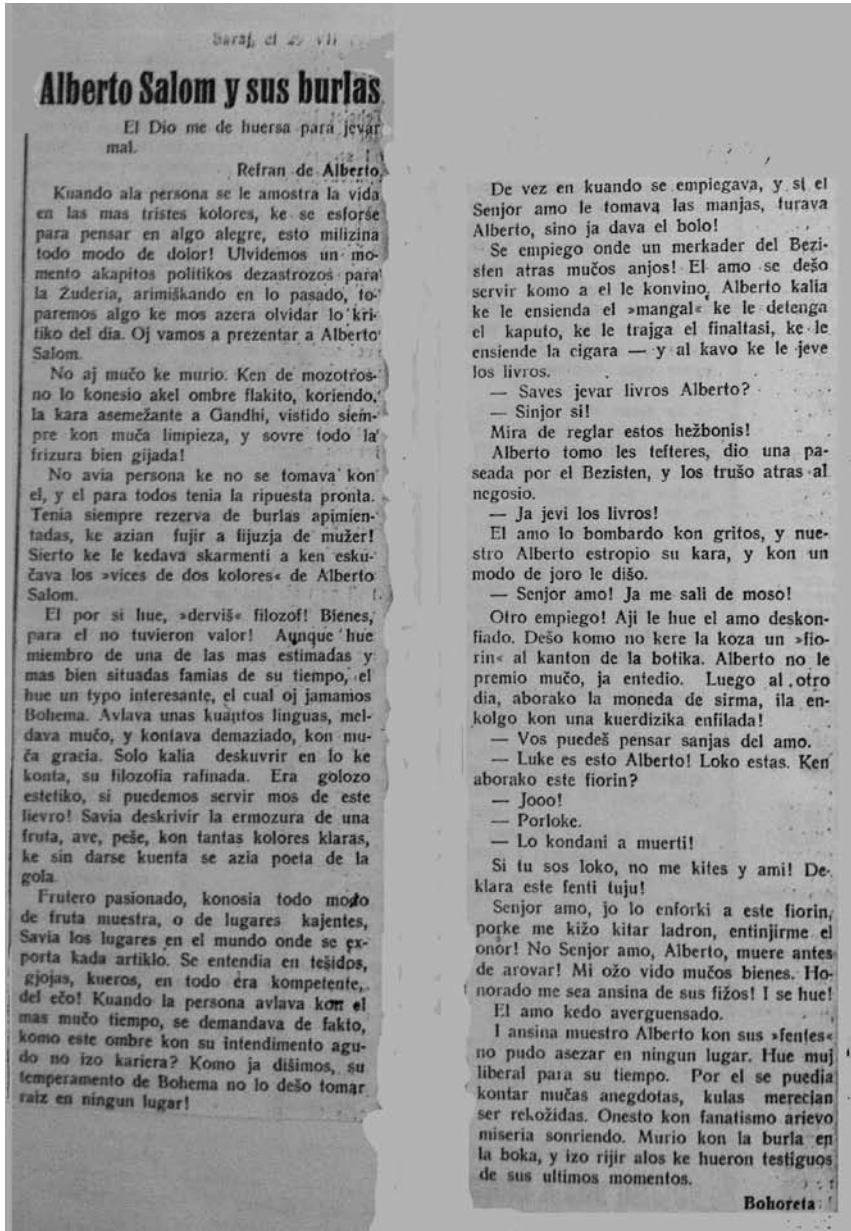 Saraj, el 29 VII
Alberto Salom y sus burlas
El Dio me de huersa para jevar
mal.
Refran de Alberto.
Kuando ala persona se le amostra la vida
en las mas tristes kolores, ke se esforse
para pensar en algo alegre, esto milizina
todo modo de dolor! Ulvidemos un mo-
mento akapitos politikos dezastrozos para
la Žuderia, arimiškando en lo pasado, to-
paremos algo ke mos azera olvidar lo kri-
tiko del dia. Oj vamos a prezentar a Alberto
Salom.
No aj mučo ke murio. Ken de mozotros
no lo konesio akel ombre flakito, koriendo,
la kara asemežante a Gandhi, vistido siem-
pre kon muča limpieza, y sovre todo la
frizura bien gijada!
No avia persona ke no se tomava kon
el, y el para todos tenia la ripuesta pronta.
Tenia siempre rezerva de burlas apimien-
tadas, ke azian fujir a fijuzja de mužer!
Sierto ke le kedava skarmenti a ken esku-
čava los »vices de dos kolores« de Alberto
Salom.
El por si hue, »derviš« filozof! Bienes,
para el no tuvieron valor! Aunque hue
miembro de una de las mas estimadas y
mas bien situadas famias de su tiempo, el
hue un typo interesante, el cual oj jamamos
Bohema. Avlava unas kuantos linguas, mel-
dava mučo, y kontava demaziado, kon mu-
ča gracia. Solo kalia deskuvrir en lo ke
konta, su filozofia rafinada. Era golozo
estetiko, si puedemos servir mos de este
lievro! Savia deskrivir la ermozura de una
fruta, ave, peše, kon tantas kolores klaras,
ke sin darse kuenta se azia poeta de la
gola.
Frutero pasionado, konosia todo modo
de fruta muestra, o de lugares kajentes,
Savia los lugares en el mundo onde se ex-
porta kada artiklo. Se entendia en tešidos,
gjojas, kueros, en todo era kompetente,
del ečo! Kuando la persona avlava kon el
mas mučo tiempo, se demandava de fakto,
komo este ombre kon su intendimento agu-
do no izo kariera? Komo ja dišimos, su
temperamento de Bohema no lo dešo tomar
raiz en ningun lugar!
De vez en kuando se empiegava, y si el
Senjor amo le tomava las manjas, turava
Alberto, sino ja dava el bolo!
Se empiego onde un merkader del Bezi-
sten atras mučos anjos! El amo se dešo
servir komo a el le konvino, Alberto kalia
ke le ensienda el »mangal« ke le detenga
el kaputo, ke le trajga el finaltasi, ke le
ensiende la cigara — y al kavo ke le jeve
los livros.
— Saves jevar livros Alberto?
— Sinjor si!
Mira de reglar estos hežbonis!
Alberto tomo les tefteres, dio una pa-
seada por el Bezisten, y los trušo atras al
negosio.
— Ja jevi los livros!
El amo lo bombardo kon gritos, y nue-
stro Alberto estropio su kara, y kon un
modo de joro le dišo.
— Senjor amo! Ja me sali de moso!
Otro empiego! Aji le hue el amo deskon-
fiado. Dešo komo no kere la koza un »fio-
rin« al kanton de la botika. Alberto no le
premio mučo, ja entedio. Luego al otro
dia, aborako la moneda de sirma, ila en-
kolgo kon una kuerdizika enfilada!
— Vos puedeš pensar sanjas del amo.
— Luke es esto Alberto! Loko estas. Ken
aborako este fiorin?
— Jooo!
— Porloke.
— Lo kondani a muerti!
Si tu sos loko, no me kites y ami! De-
klara este fenti tuju!
Senjor amo, jo lo enforki a este fiorin,
porke me kižo kitar ladron, entinjirme el
onor! No Senjor amo, Alberto, muere antes
de arovar! Mi ožo vido mučos bienes. Ho-
norado me sea ansina de sus fižos! I se hue!
El amo kedo averguensado.
I ansina muestro Alberto kon sus »fentes«
no pudo asezar en ningun lugar. Hue muj
liberal para su tiempo. Por el se puedia
kontar mučas anegdotas, kulas merecian
ser rekožidas. Onesto kon fanatismo arievo
miseria sonriendo. Murio kon la burla en
la boka, y izo rijir alos ke hueron testiguos
de sus ultimos momentos.
Bohoreta